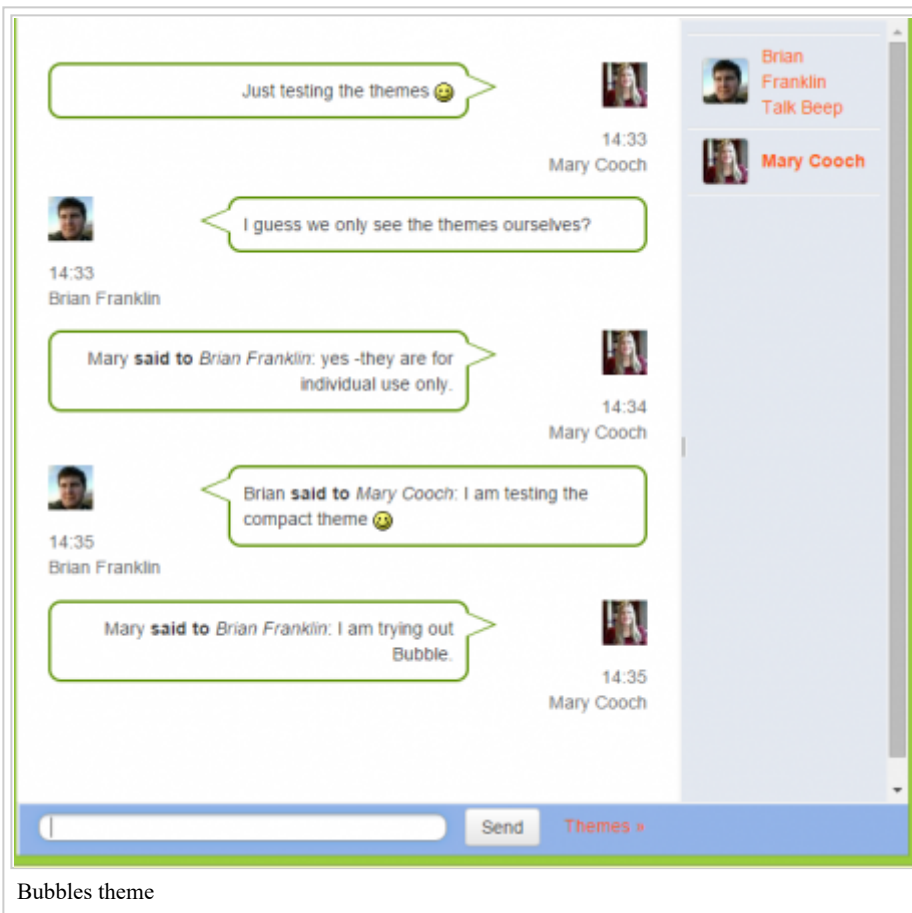 Just testing the themes
14:33
Mary Cooch
I guess we only see the themes ourselves?
14:33
Brian Franklin
Mary said to Brian Franklin: yes -they are for
individual use only.
14:34
Mary Cooch
Brian said to Mary Cooch: I am testing the
compact theme
14:35
Brian Franklin
Mary said to Brian Franklin: I am trying out
Bubble.
14:35
Mary Cooch
Brian
Franklin
Talk Beep
Mary Cooch
Send
Themes »
Bubbles theme